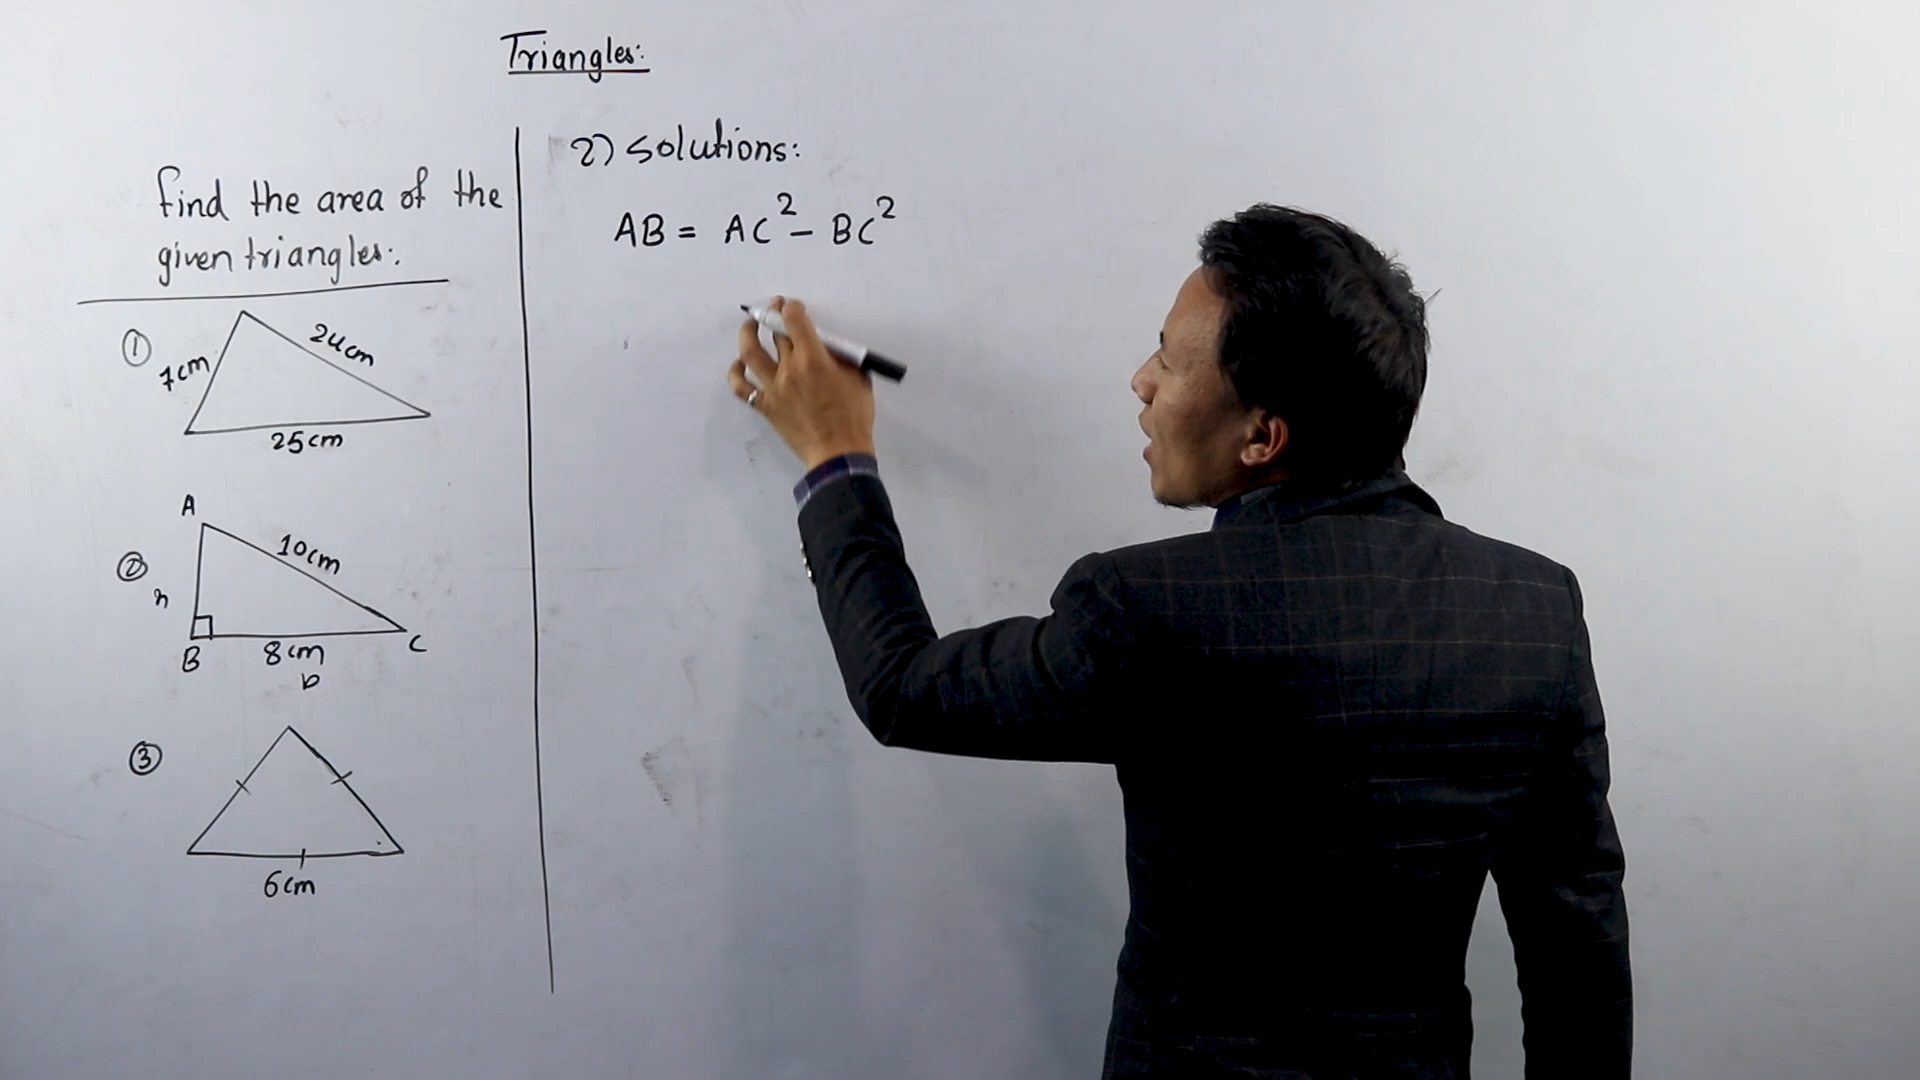 Triangles:
find the area of the
given triangles:.
①
7cm
24cm
25cm
A
②
10cm
h
B
8cm
C
b
③
6cm
2) Solutions:
AB = AC² - BC²